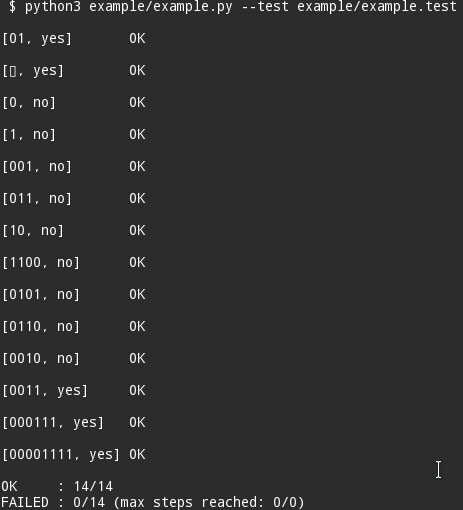 $ python3 example/example.py --test example/example.test
[01, yes] OK
[▯, yes] OK
[0, no] OK
[1, no] OK
[001, no] OK
[011, no] OK
[10, no] OK
[1100, no] OK
[0101, no] OK
[0110, no] OK
[0010, no] OK
[0011, yes] OK
[000111, yes] OK
[00001111, yes] OK
OK : 14/14
FAILED : 0/14 (max steps reached: 0/0)